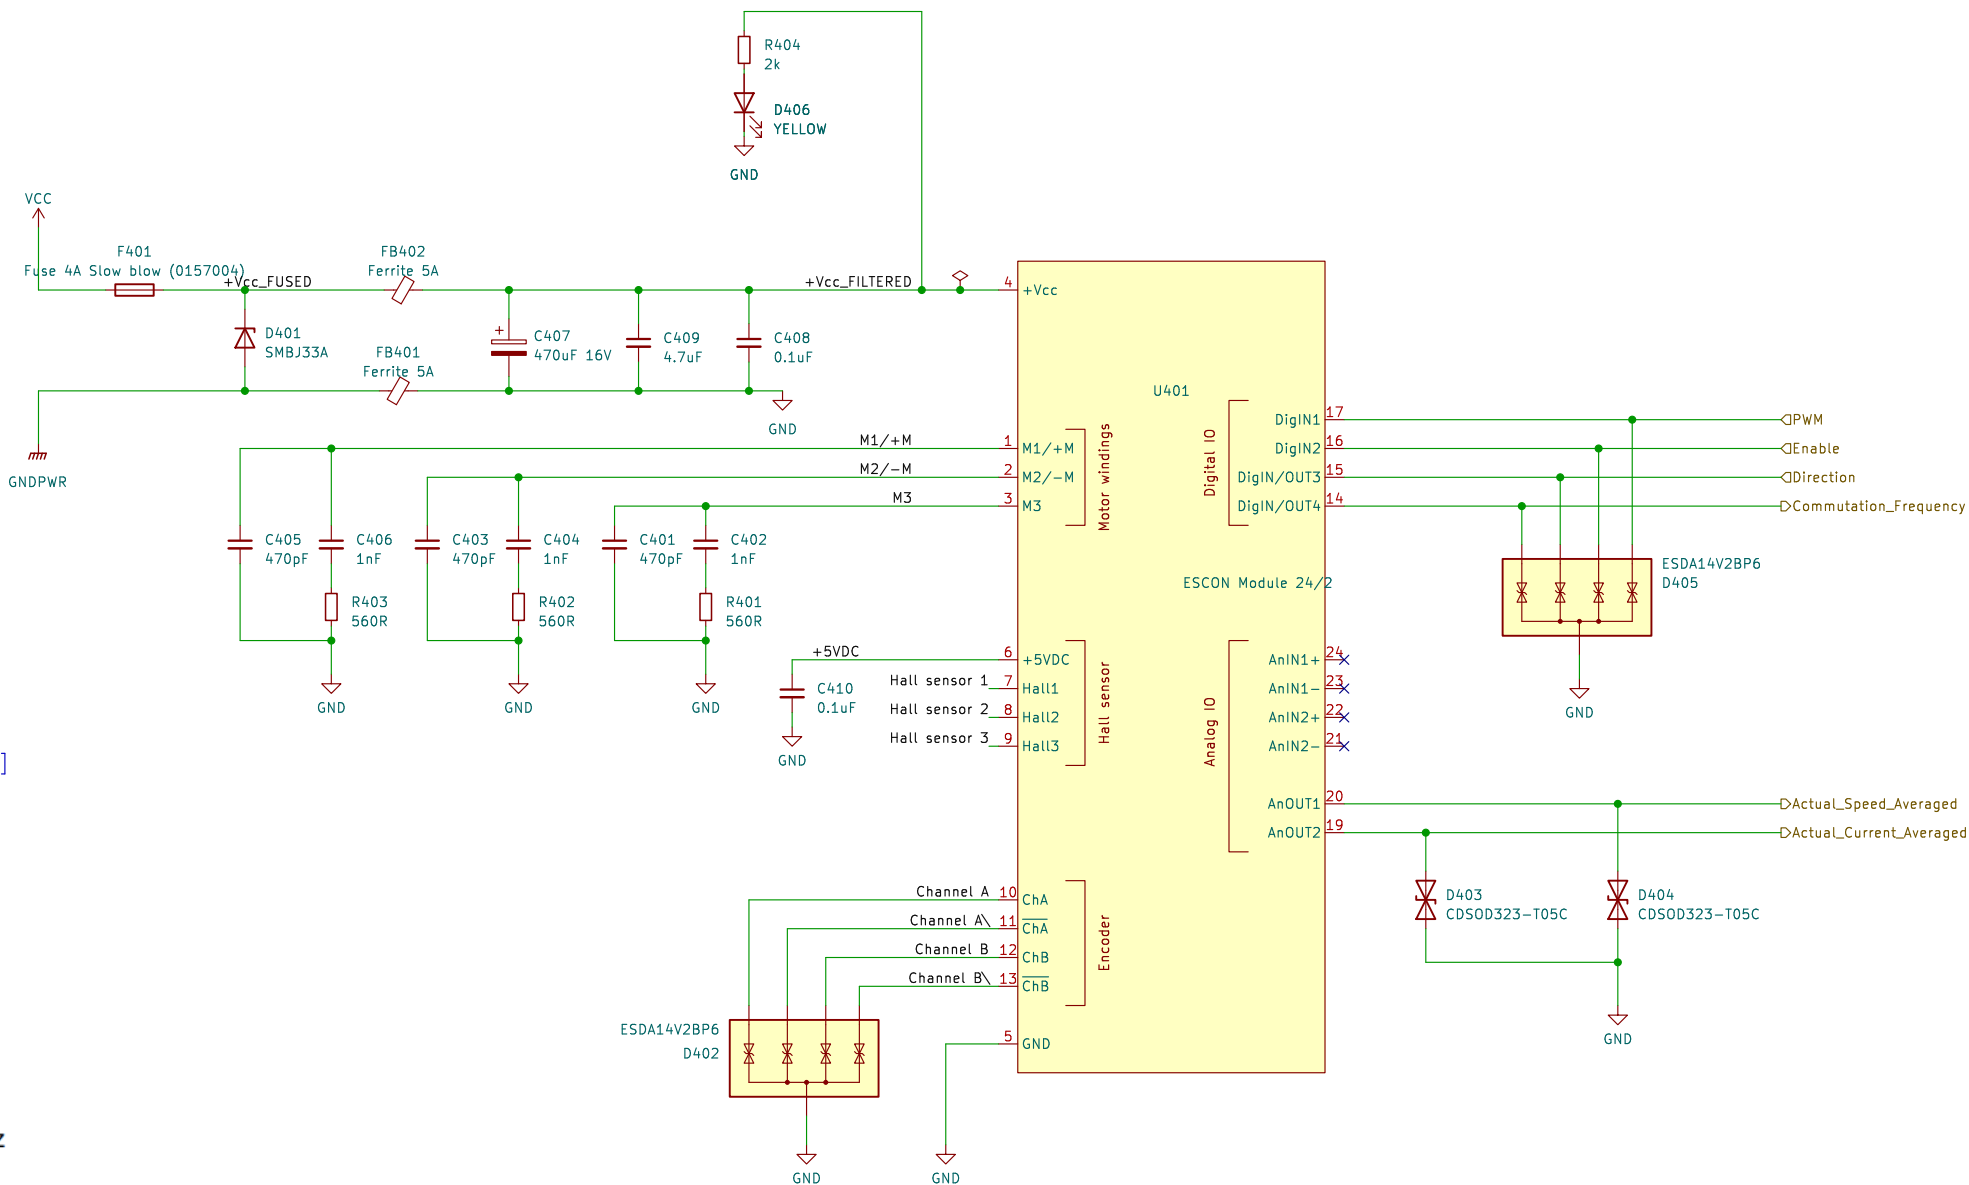 R404
2k
D406
YELLOW
GND
VCC
F401
Fuse 4A Slow blow (0157004)
+Vcc_FUSED
FB402
Ferrite 5A
+Vcc_FILTERED
4
+Vcc
D401
SMBJ33A
FB401
Ferrite 5A
+
C407
470uF 16V
C409
4.7uF
C408
0.1uF
GND
GNDPWR
U401
ESCON Module 24/2
M1/+M
1
M1/+M
M2/-M
2
M2/-M
M3
3
M3
Motor windings
C405
470pF
C406
1nF
C403
470pF
C404
1nF
C401
470pF
C402
1nF
R403
560R
R402
560R
R401
560R
GND
GND
GND
+5VDC
6
+5VDC
Hall sensor 1
7
Hall1
Hall sensor 2
8
Hall2
Hall sensor 3
9
Hall3
Hall sensor
C410
0.1uF
GND
]
Channel A
10
ChA
Channel A\
11
ChA
Channel B
12
ChB
Channel B\
13
ChB
Encoder
5
GND
ESDA14V2BP6
D402
GND
GND
Digital IO
DigIN1
17
PWM
DigIN2
16
Enable
DigIN/OUT3
15
Direction
DigIN/OUT4
14
Commutation_Frequency
ESDA14V2BP6
D405
GND
Analog IO
AnIN1+
24
AnIN1-
23
AnIN2+
22
AnIN2-
21
AnOUT1
20
Actual_Speed_Averaged
AnOUT2
19
Actual_Current_Averaged
D403
CDSOD323-T05C
D404
CDSOD323-T05C
GND